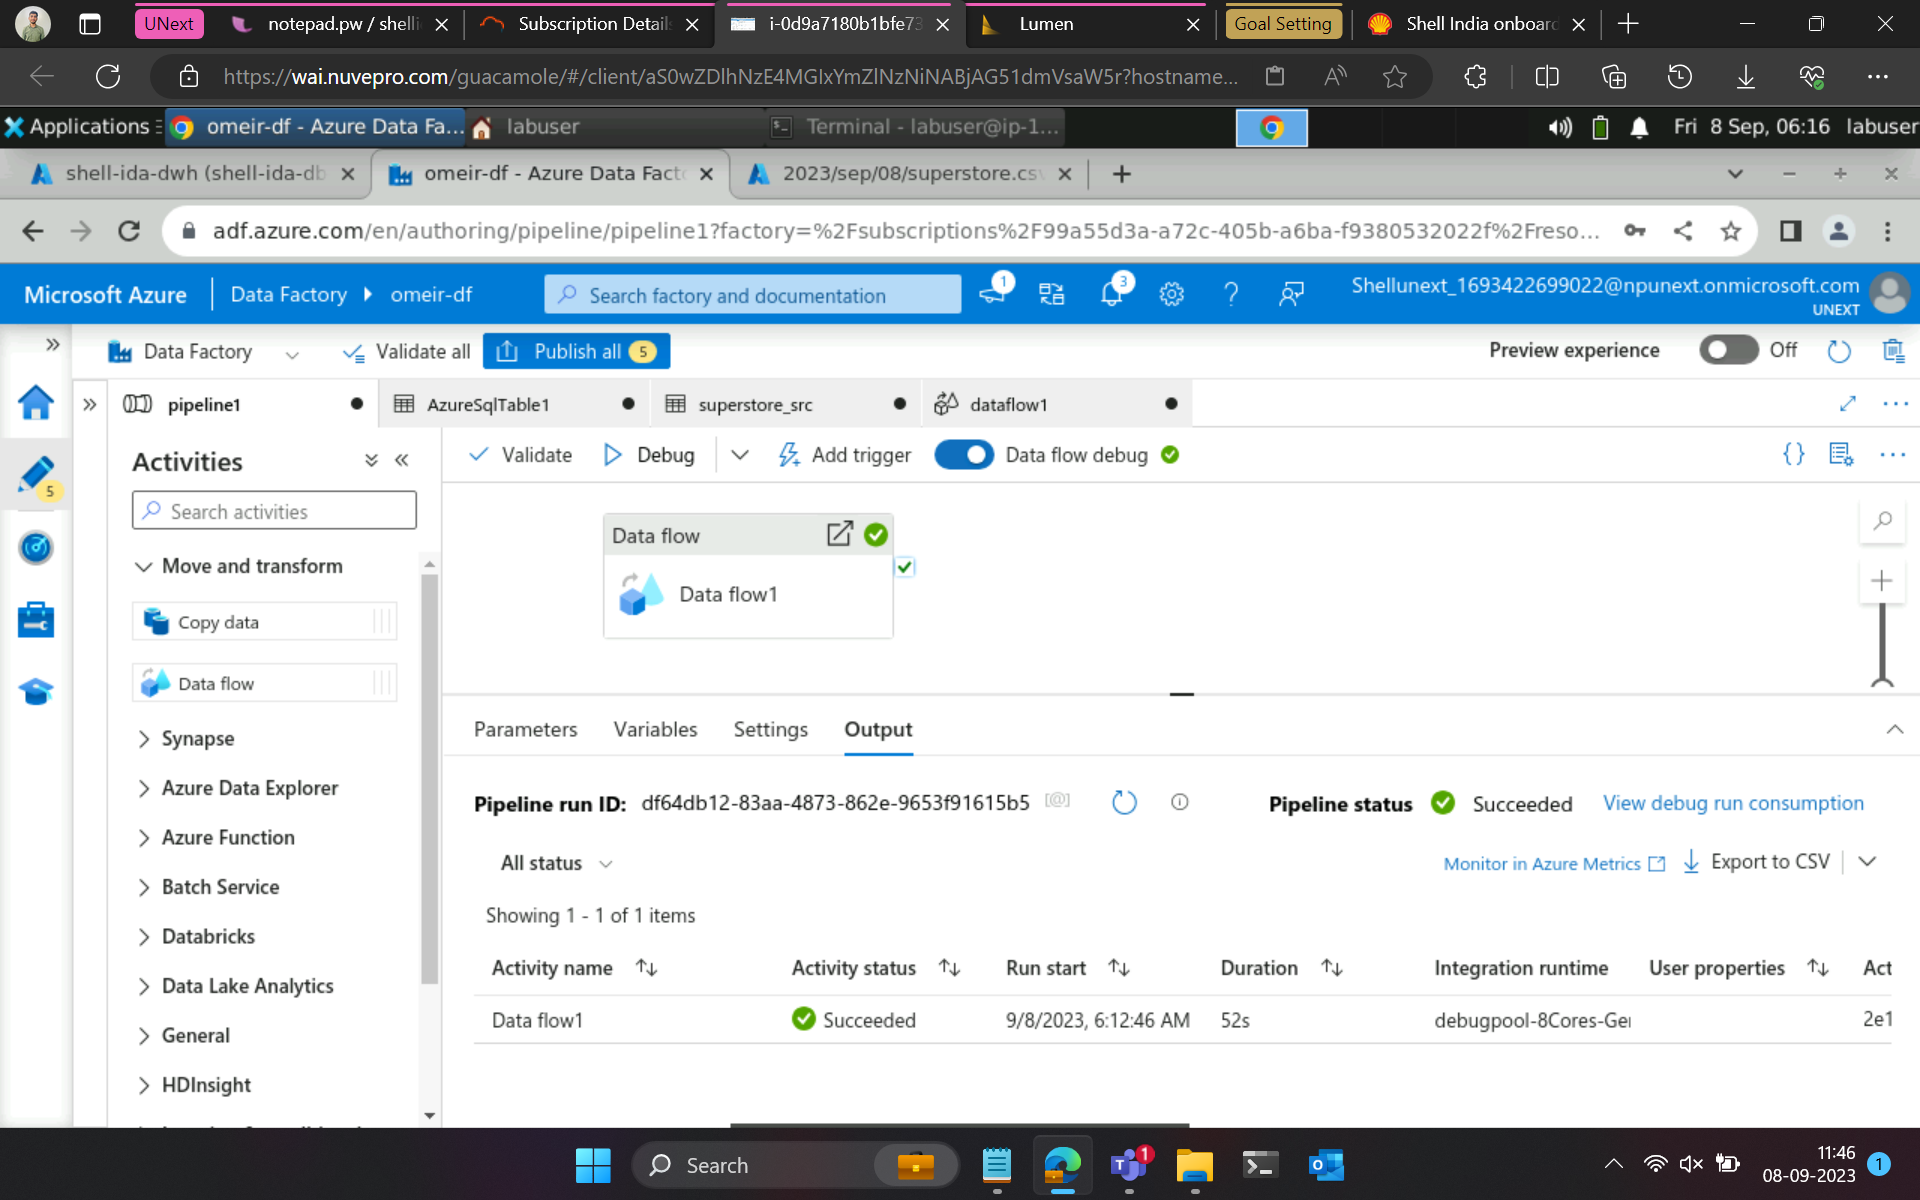 UNext
notepad.pw / shelli
Subscription Details
i-0d9a7180b1bfe73
Lumen
Goal Setting
Shell India onboard
https://wai.nuvepro.com/guacamole/#/client/aS0wZDlhNzE4MGIxYmZlNzNiNABjAG51dmVsaW5r?hostname...
Applications
omeir-df - Azure Data Fa...
labuser
Terminal - labuser@ip-1...
Fri 8 Sep, 06:16 labuser
shell-ida-dwh (shell-ida-db
omeir-df - Azure Data Fact
2023/sep/08/superstore.csv
adf.azure.com/en/authoring/pipeline/pipeline1?factory=%2Fsubscriptions%2F99a55d3a-a72c-405b-a6ba-f9380532022f%2Freso...
Microsoft Azure
Data Factory
omeir-df
Search factory and documentation
1
3
Shellunext_1693422699022@npunext.onmicrosoft.com
UNEXT
Data Factory
Validate all
Publish all 5
Preview experience
Off
pipeline1
AzureSqlTable1
superstore_src
dataflow1
5
Activities
Validate
Debug
Add trigger
Data flow debug
Search activities
Move and transform
Copy data
Data flow
Synapse
Azure Data Explorer
Azure Function
Batch Service
Databricks
Data Lake Analytics
General
HDInsight
Data flow
Data flow1
Parameters
Variables
Settings
Output
Pipeline run ID: df64db12-83aa-4873-862e-9653f91615b5
Pipeline status
Succeeded
View debug run consumption
All status
Monitor in Azure Metrics
Export to CSV
Showing 1 - 1 of 1 items
Activity name
Activity status
Run start
Duration
Integration runtime
User properties
Act
Data flow1
Succeeded
9/8/2023, 6:12:46 AM
52s
debugpool-8Cores-Gen
2e1
Search
1
11:46
08-09-2023
1